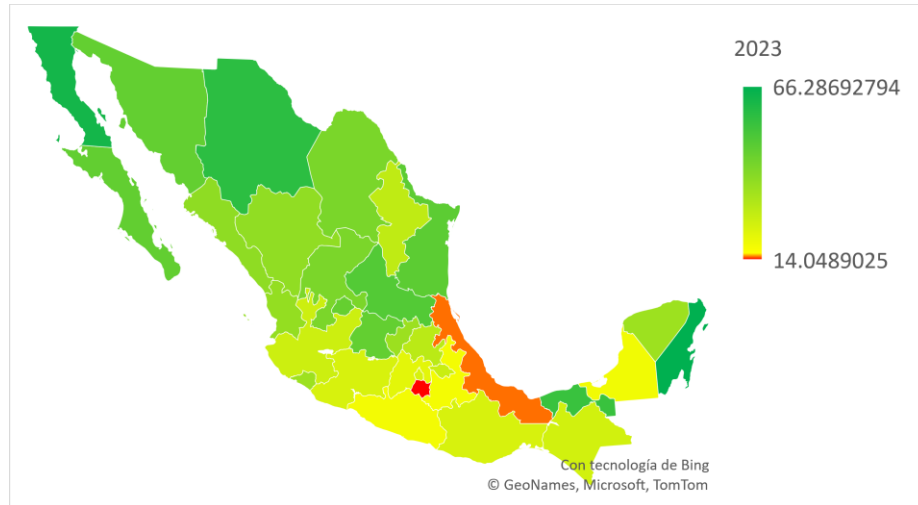 2023
66.28692794
14.0489025
Con tecnología de Bing
© GeoNames, Microsoft, TomTom